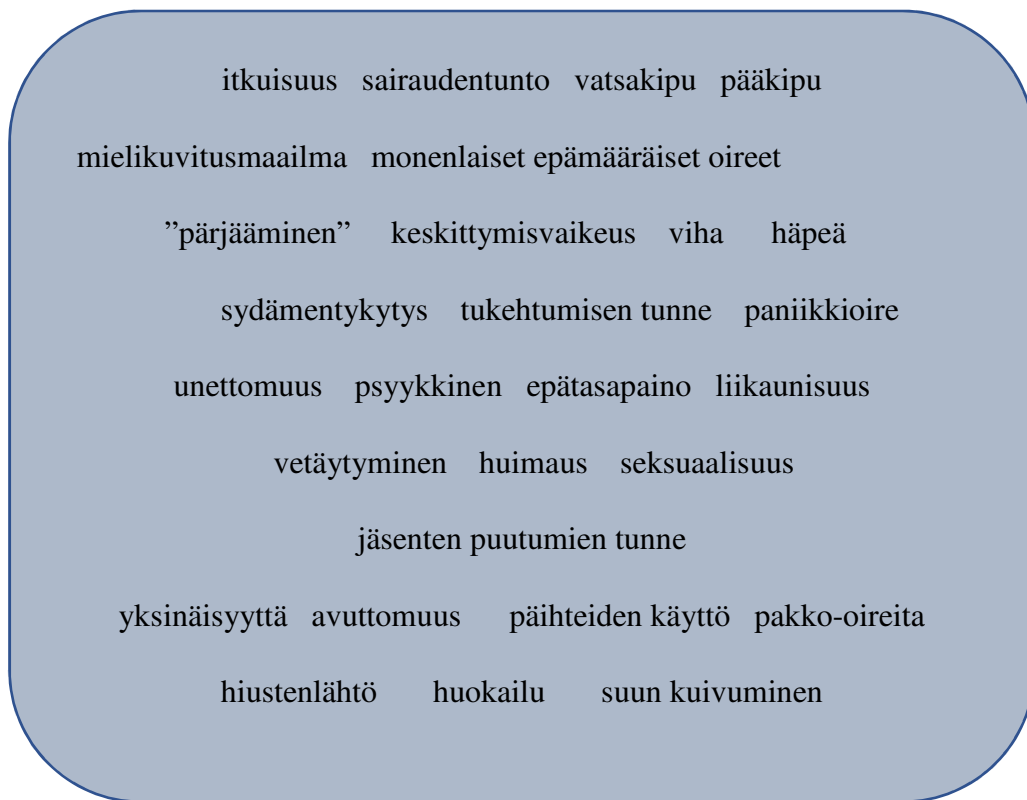 itkuisuus sairaudentunto vatsakipu pääkipu
mielikuvitusmaailma monenlaiset epämääräiset oireet
”pärjääminen” keskittymisvaikeus viha häpeä
sydämentykytys tukehtumisen tunne paniikkioire
unettomuus psyykkinen epätasapaino liikaunisuus
vetäytyminen huimaus seksuaalisuus
jäsenten puutumien tunne
yksinäisyyttä avuttomuus päihteiden käyttö pakko-oireita
hiustenlähtö huokailu suun kuivuminen